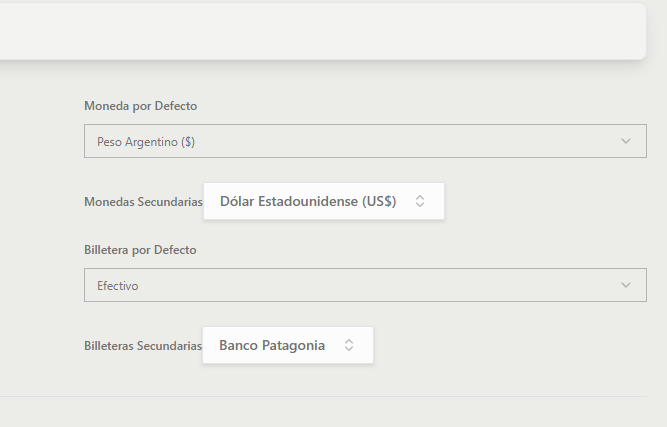 Moneda por Defecto
Peso Argentino ($)
Monedas Secundarias Dólar Estadounidense (US$)
Billetera por Defecto
Efectivo
Billeteras Secundarias Banco Patagonia